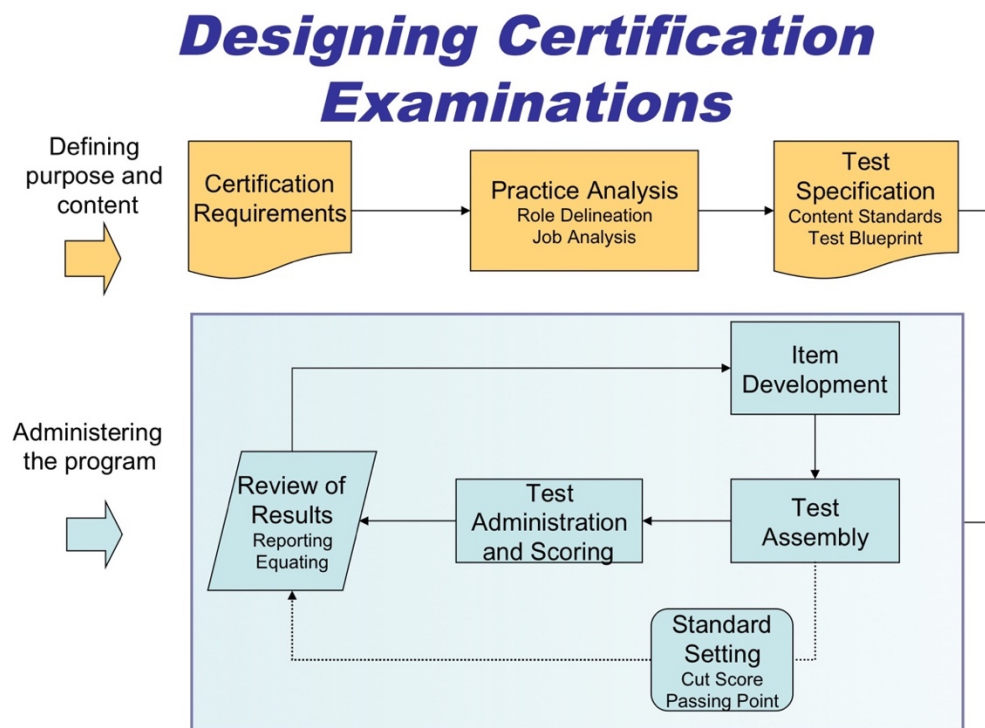 Designing Certification
Examinations
Defining
purpose and
content
Certification
Requirements
Practice Analysis
Role Delineation
Job Analysis
Test
Specification
Content Standards
Test Blueprint
Administering
the program
Item
Development
Test
Assembly
Test
Administration
and Scoring
Review of
Results
Reporting
Equating
Standard
Setting
Cut Score
Passing Point